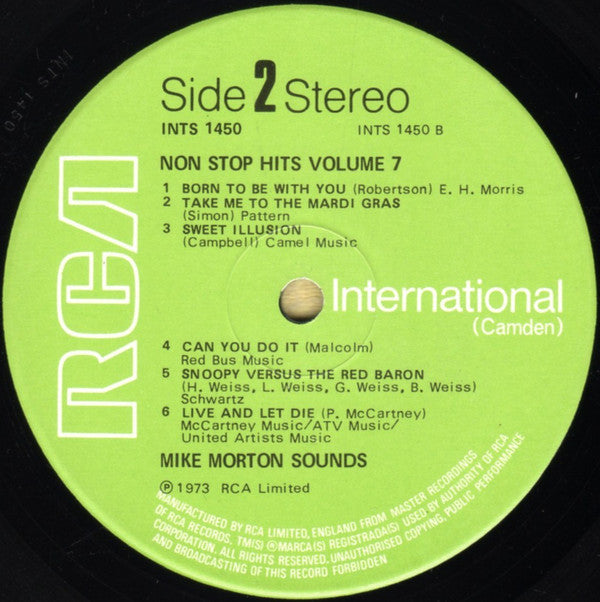 INTS 1450
Side 2 Stereo
INTS 1450 INTS 1450 B
NON STOP HITS VOLUME 7
1 BORN TO BE WITH YOU (Robertson) E. H. Morris
2 TAKE ME TO THE MARDI GRAS
(Simon) Pattern
3 SWEET ILLUSION
(Campbell) Camel Music
RCA
International
(Camden)
4 CAN YOU DO IT (Malcolm)
Red Bus Music
5 SNOOPY VERSUS THE RED BARON
(H. Weiss, L. Weiss, G. Weiss, B. Weiss)
Schwartz
6 LIVE AND LET DIE (P. McCartney)
McCartney Music/ATV Music/
United Artists Music
MIKE MORTON SOUNDS
℗ 1973 RCA Limited
MANUFACTURED BY RCA LIMITED, ENGLAND FROM MASTER RECORDINGS
OF RCA RECORDS. TM(S) ® MARCA(S) REGISTRADA(S) USED BY AUTHORITY OF RCA
CORPORATION. ALL RIGHTS RESERVED. UNAUTHORISED COPYING, PUBLIC PERFORMANCE
AND BROADCASTING OF THIS RECORD FORBIDDEN